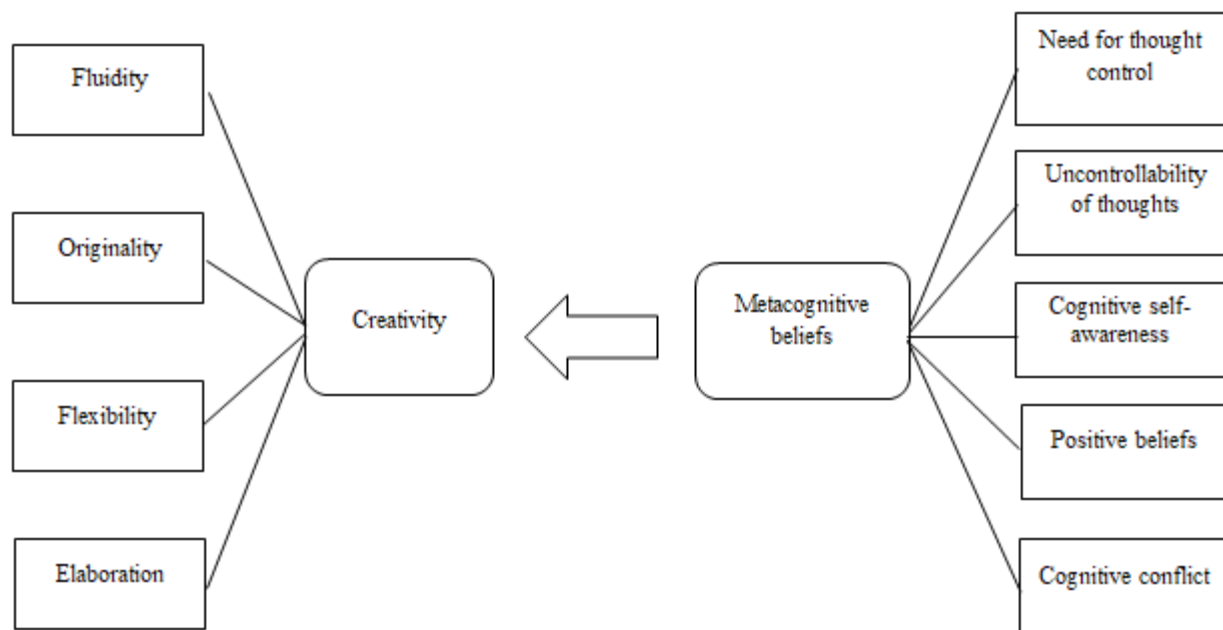 Fluidity
Originality
Flexibility
Elaboration
Creativity
Metacognitive
beliefs
Need for thought
control
Uncontrollability
of thoughts
Cognitive self-
awareness
Positive beliefs
Cognitive conflict